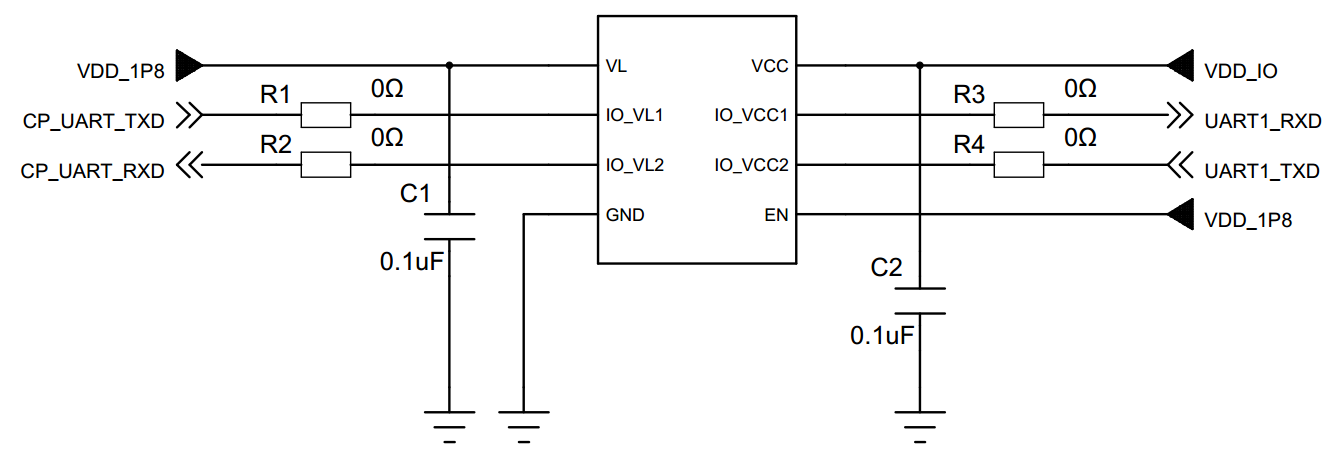 VDD_1P8
VL
VCC
VDD_IO
R1
0Ω
R3
0Ω
CP_UART_TXD
IO_VL1
IO_VCC1
UART1_RXD
R2
0Ω
R4
0Ω
CP_UART_RXD
IO_VL2
IO_VCC2
UART1_TXD
C1
GND
EN
VDD_1P8
0.1uF
C2
0.1uF